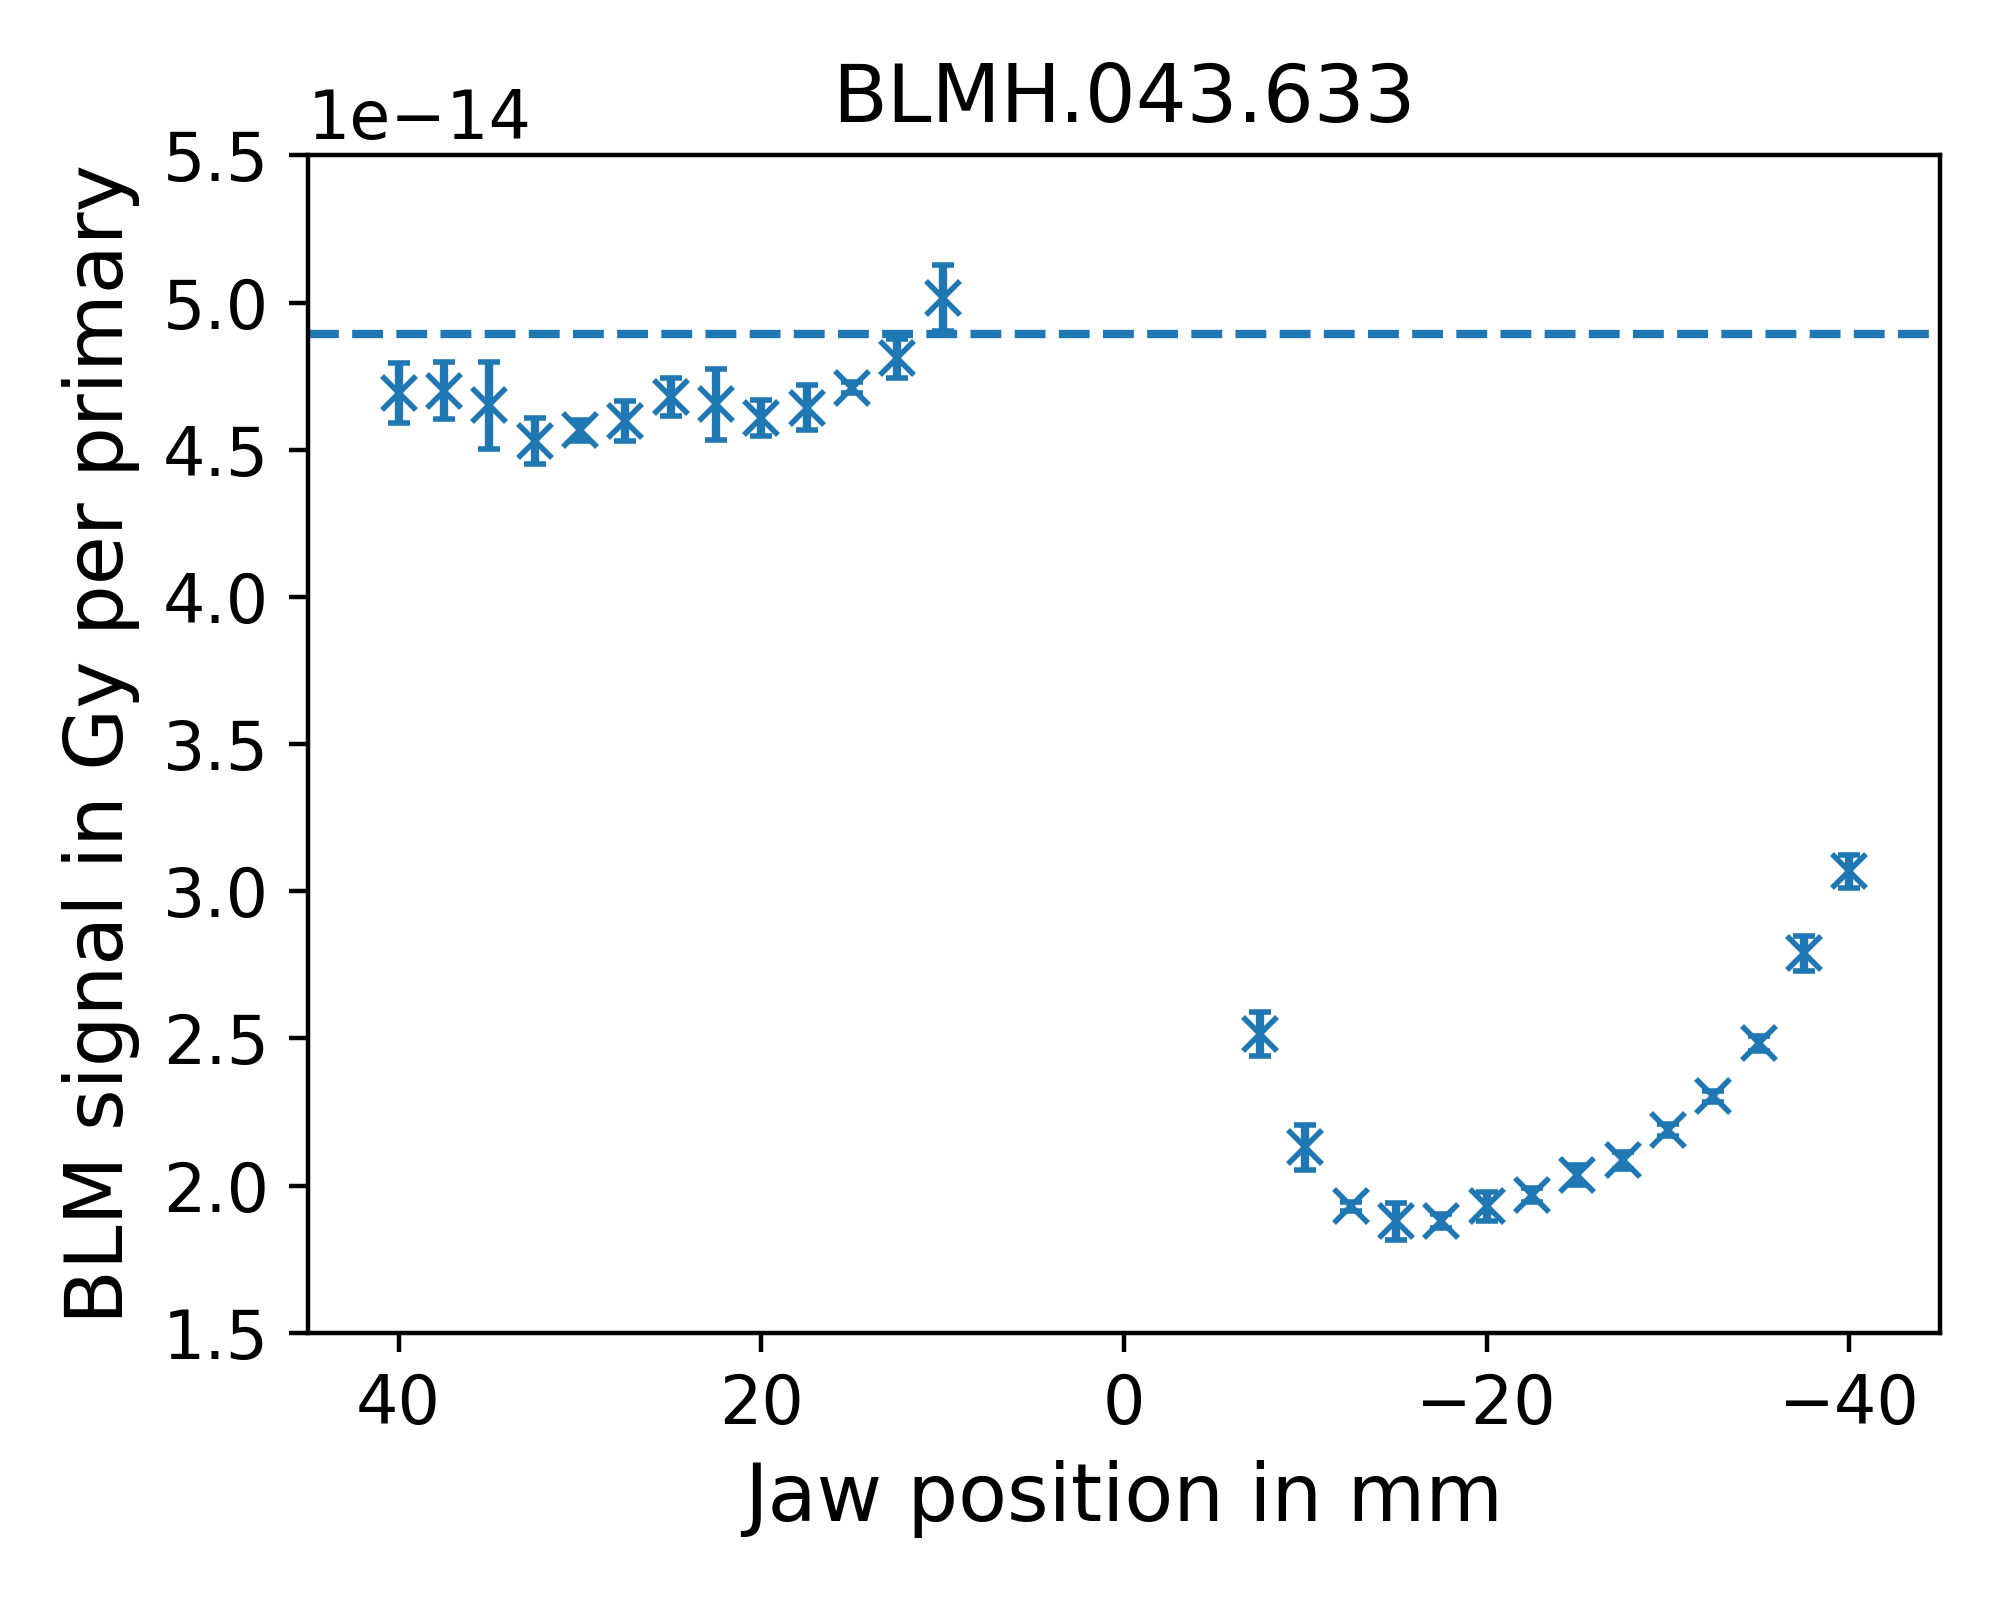 BLMH.043.633
1e−14
5.5
5.0
4.5
4.0
3.5
3.0
2.5
2.0
1.5
BLM signal in Gy per primary
40 20 0 −20 −40
Jaw position in mm